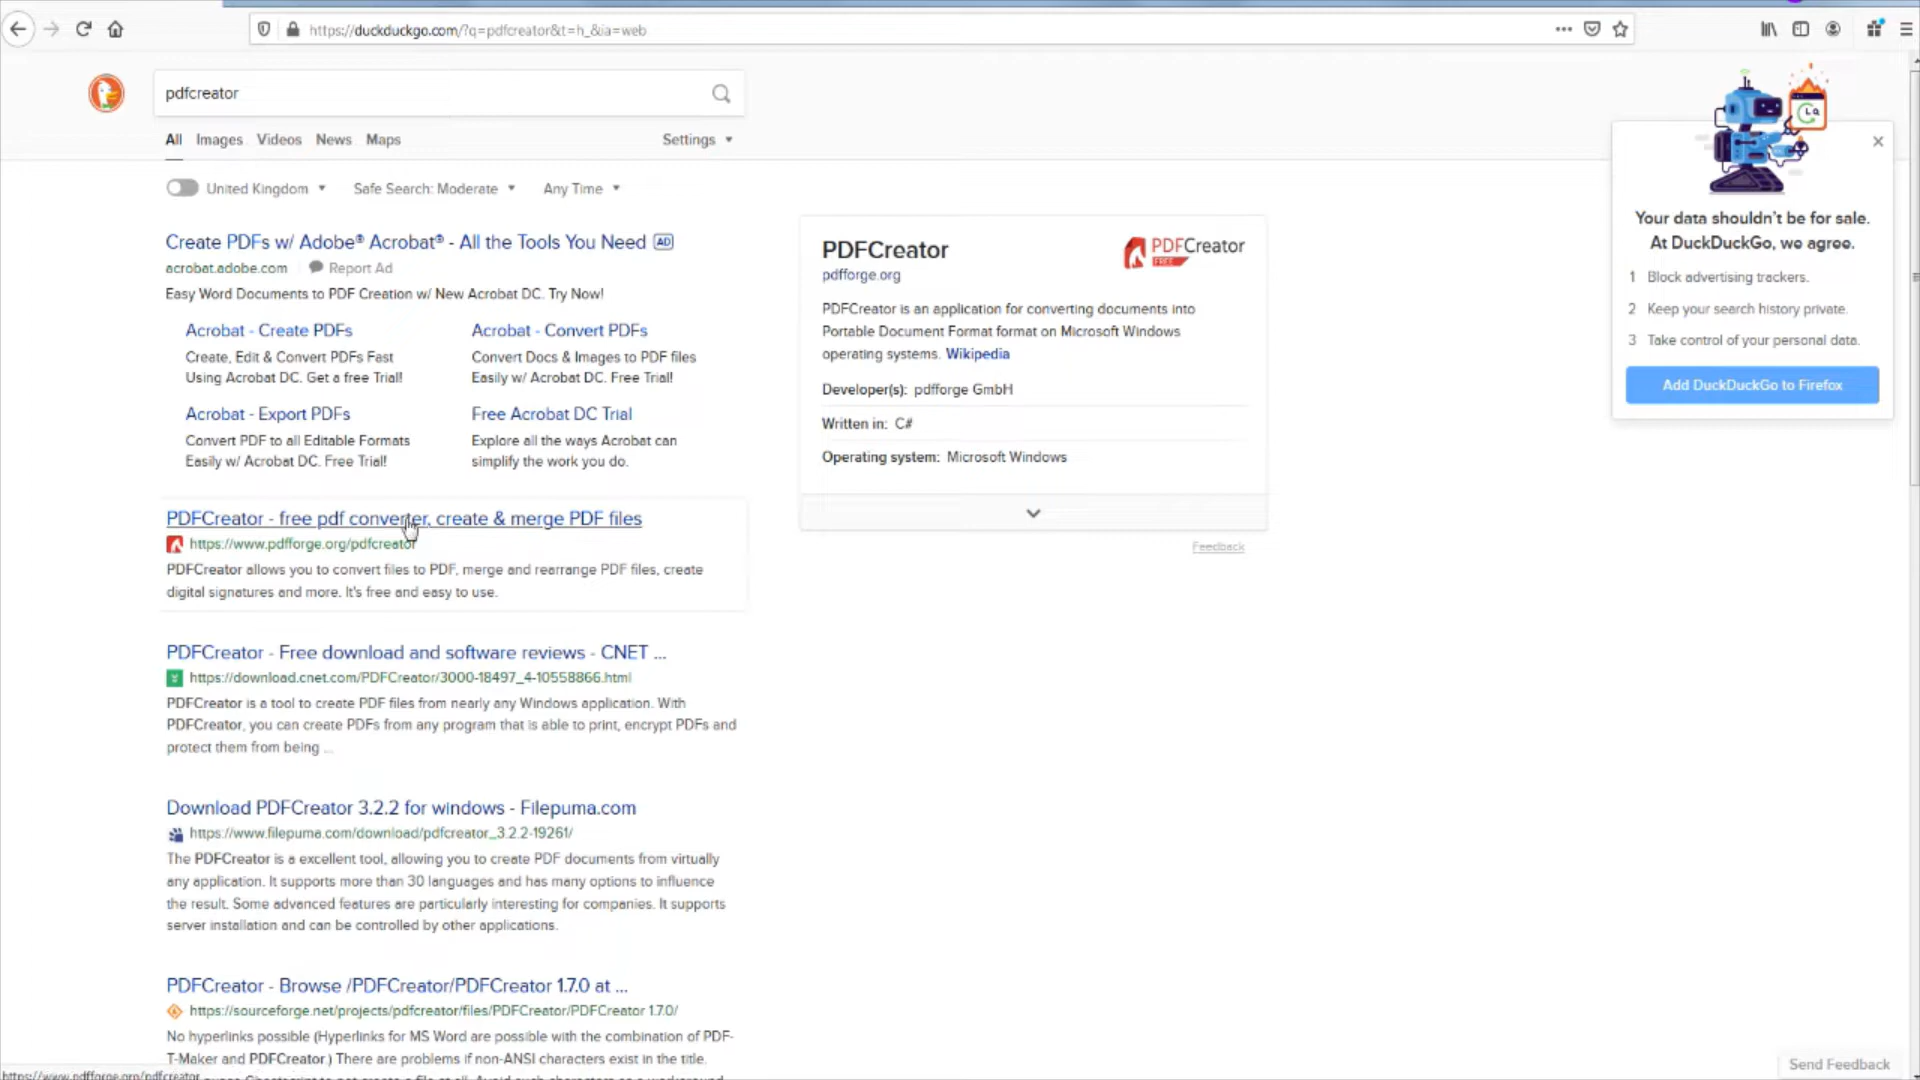 https://duckduckgo.com/?q=pdfcreator&t=h_&ia=web
pdfcreator
All Images Videos News Maps Settings
United Kingdom Safe Search: Moderate Any Time
Create PDFs w/ Adobe® Acrobat® - All the Tools You Need AD
acrobat.adobe.com Report Ad
Easy Word Documents to PDF Creation w/ New Acrobat DC. Try Now!
Acrobat - Create PDFs
Create, Edit & Convert PDFs Fast
Using Acrobat DC. Get a free Trial!
Acrobat - Convert PDFs
Convert Docs & Images to PDF files
Easily w/ Acrobat DC. Free Trial!
Acrobat - Export PDFs
Convert PDF to all Editable Formats
Easily w/ Acrobat DC. Free Trial!
Free Acrobat DC Trial
Explore all the ways Acrobat can
simplify the work you do.
PDFCreator - free pdf converter, create & merge PDF files
https://www.pdfforge.org/pdfcreator
PDFCreator allows you to convert files to PDF, merge and rearrange PDF files, create
digital signatures and more. It's free and easy to use.
PDFCreator - Free download and software reviews - CNET ...
https://download.cnet.com/PDFCreator/3000-18497_4-10558866.html
PDFCreator is a tool to create PDF files from nearly any Windows application. With
PDFCreator, you can create PDFs from any program that is able to print, encrypt PDFs and
protect them from being ...
Download PDFCreator 3.2.2 for windows - Filepuma.com
https://www.filepuma.com/download/pdfcreator_3.2.2-19261/
The PDFCreator is a excellent tool, allowing you to create PDF documents from virtually
any application. It supports more than 30 languages and has many options to influence
the result. Some advanced features are particularly interesting for companies. It supports
server installation and can be controlled by other applications.
PDFCreator - Browse /PDFCreator/PDFCreator 1.7.0 at ...
https://sourceforge.net/projects/pdfcreator/files/PDFCreator/PDFCreator 1.7.0/
No hyperlinks possible (Hyperlinks for MS Word are possible with the combination of PDF-
T-Maker and PDFCreator.) There are problems if non-ANSI characters exist in the title.
https://www.pdfforge.org/pdfcreator
PDFCreator
pdfforge.org
PDFCreator
FREE
PDFCreator is an application for converting documents into
Portable Document Format format on Microsoft Windows
operating systems. Wikipedia
Developer(s): pdfforge GmbH
Written in: C#
Operating system: Microsoft Windows
Feedback
Your data shouldn't be for sale.
At DuckDuckGo, we agree.
1 Block advertising trackers.
2 Keep your search history private.
3 Take control of your personal data.
Add DuckDuckGo to Firefox
Send Feedback